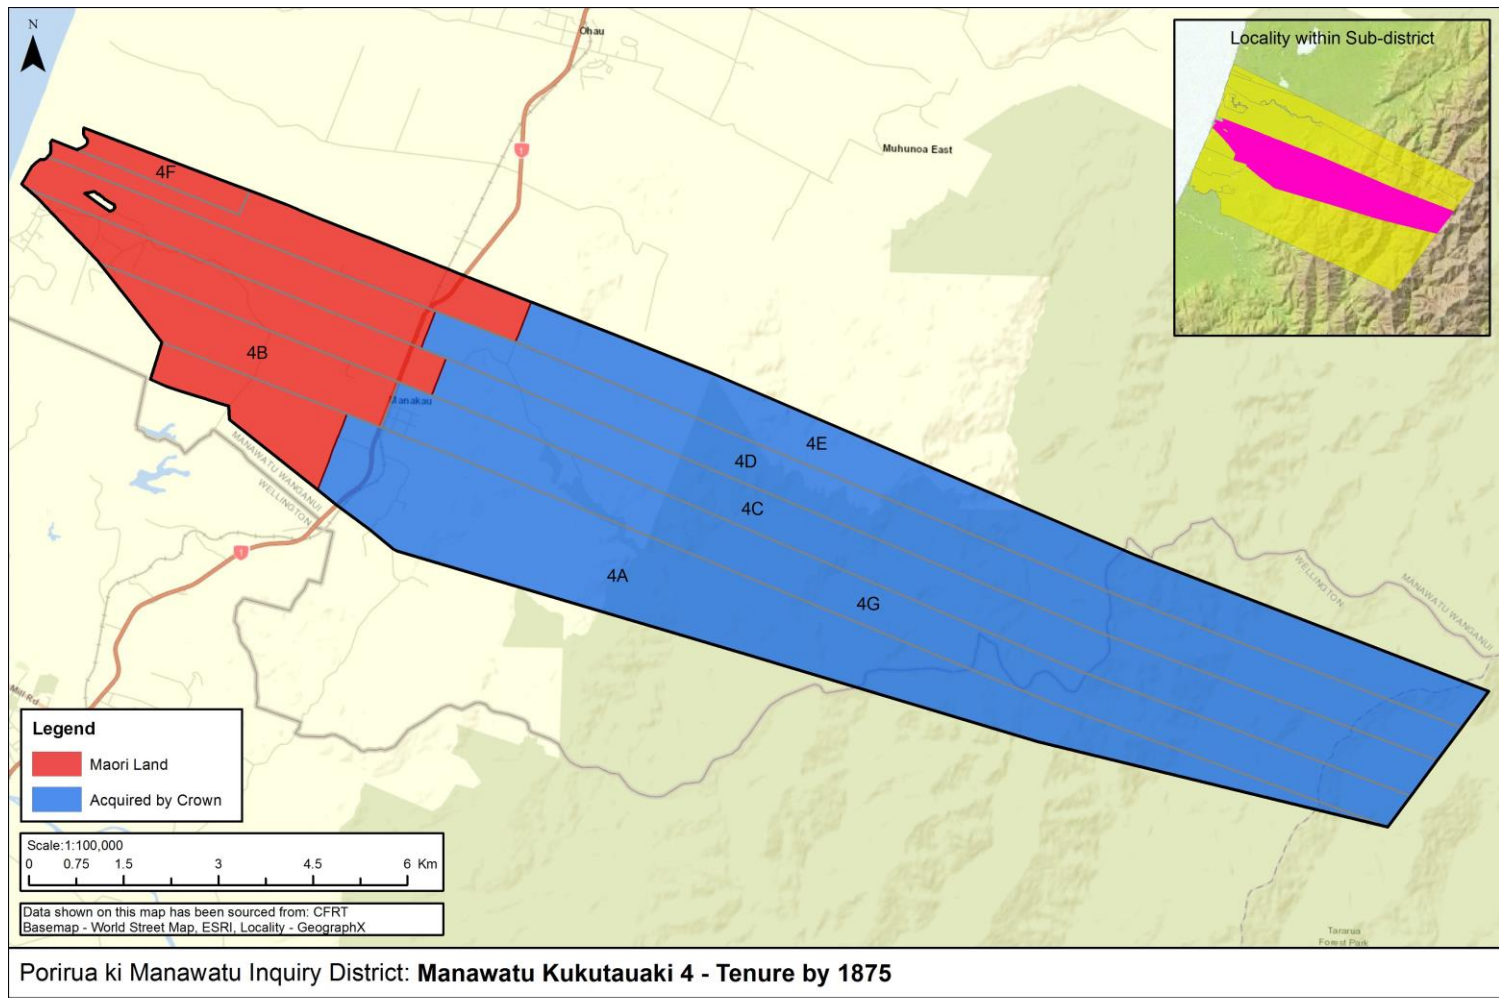 N
Ohau
Locality within Sub-district
1
Muhunoa East
4F
4B
Manakau
4E
4D
4C
MANAWATU WANGANUI
WELLINGTON
1
4A
4G
WELLINGTON
MANAWATU WANGANUI
Mill Rd
Legend
Maori Land
Acquired by Crown
Scale:1:100,000
0 0.75 1.5 3 4.5 6 Km
Data shown on this map has been sourced from: CFRT
Basemap - World Street Map, ESRI, Locality - GeographX
Tararua
Forest Park
Porirua ki Manawatu Inquiry District: Manawatu Kukutauaki 4 - Tenure by 1875